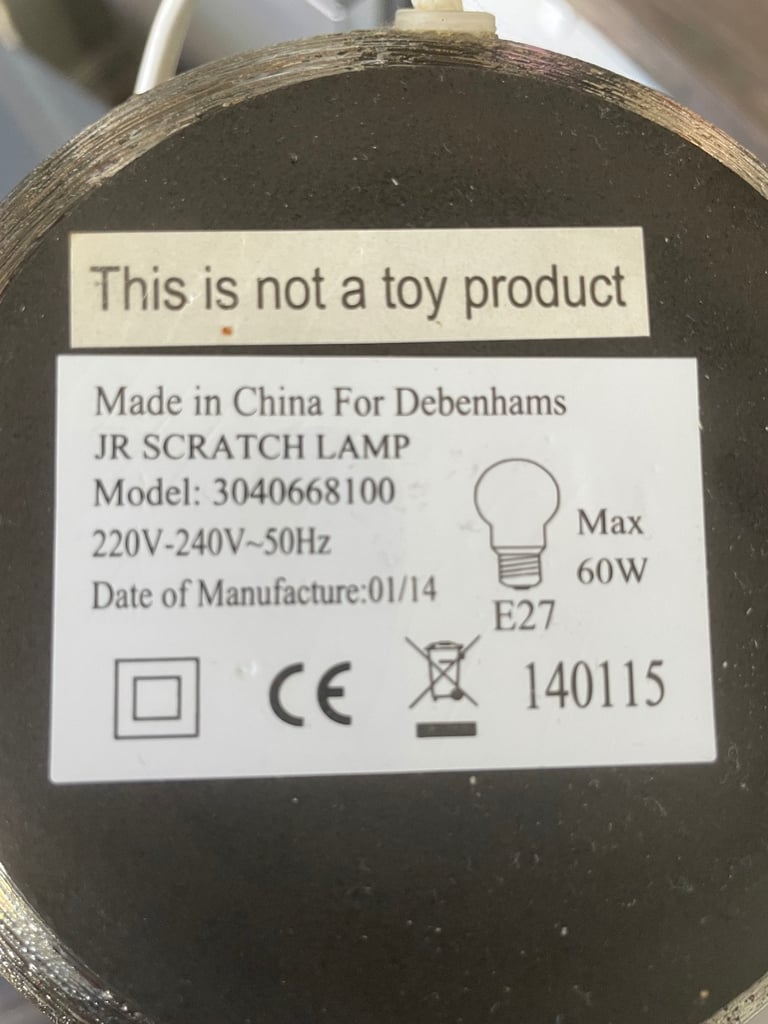 This is not a toy product
Made in China For Debenhams
JR SCRATCH LAMP
Model: 3040668100
220V-240V~50Hz
Date of Manufacture:01/14
Max
60W
E27
CE
140115